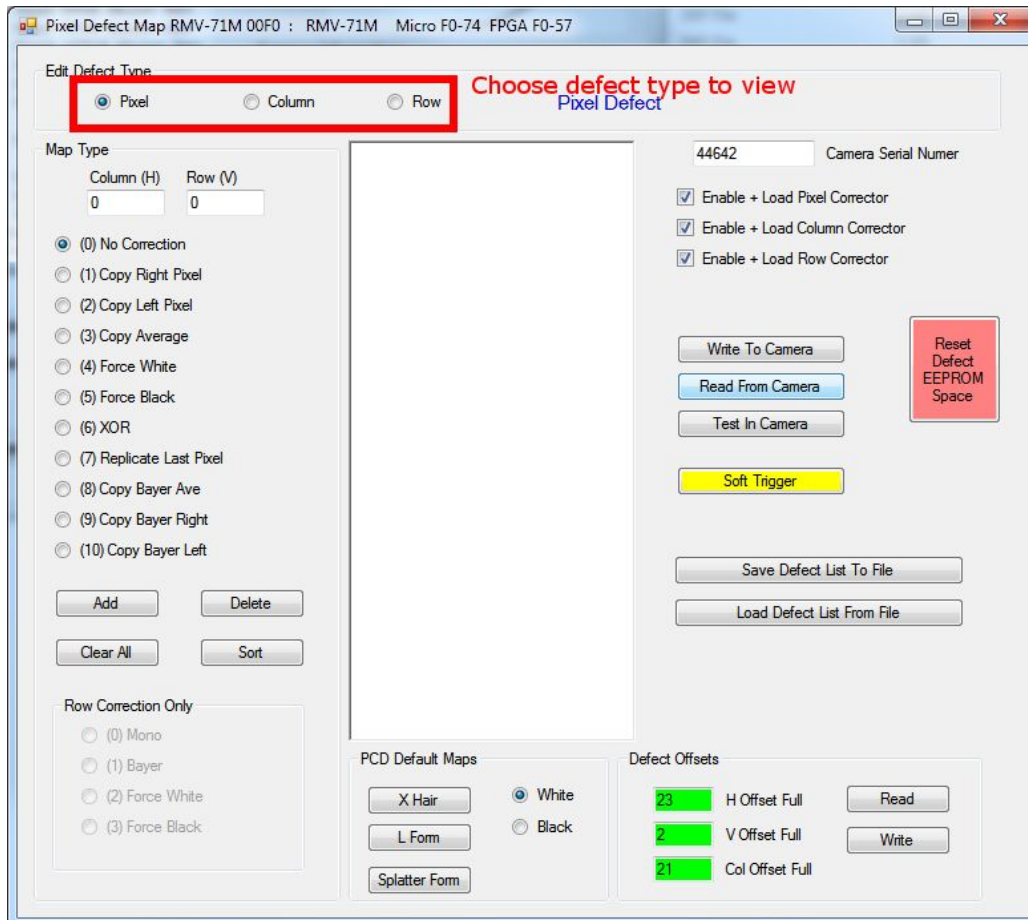 Pixel Defect Map RMV-71M 00F0 : RMV-71M Micro F0-74 FPGA F0-57
Edit Defect Type
Choose defect type to view
Pixel
Column
Row
Pixel Defect
Map Type
Column (H) Row (V)
0 0
(0) No Correction
(1) Copy Right Pixel
(2) Copy Left Pixel
(3) Copy Average
(4) Force White
(5) Force Black
(6) XOR
(7) Replicate Last Pixel
(8) Copy Bayer Ave
(9) Copy Bayer Right
(10) Copy Bayer Left
Add
Delete
Clear All
Sort
Row Correction Only
(0) Mono
(1) Bayer
(2) Force White
(3) Force Black
44642 Camera Serial Numer
Enable + Load Pixel Corrector
Enable + Load Column Corrector
Enable + Load Row Corrector
Write To Camera
Read From Camera
Test In Camera
Soft Trigger
Reset
Defect
EEPROM
Space
Save Defect List To File
Load Defect List From File
PCD Default Maps
X Hair
L Form
Splatter Form
White
Black
Defect Offsets
23 H Offset Full
2 V Offset Full
21 Col Offset Full
Read
Write